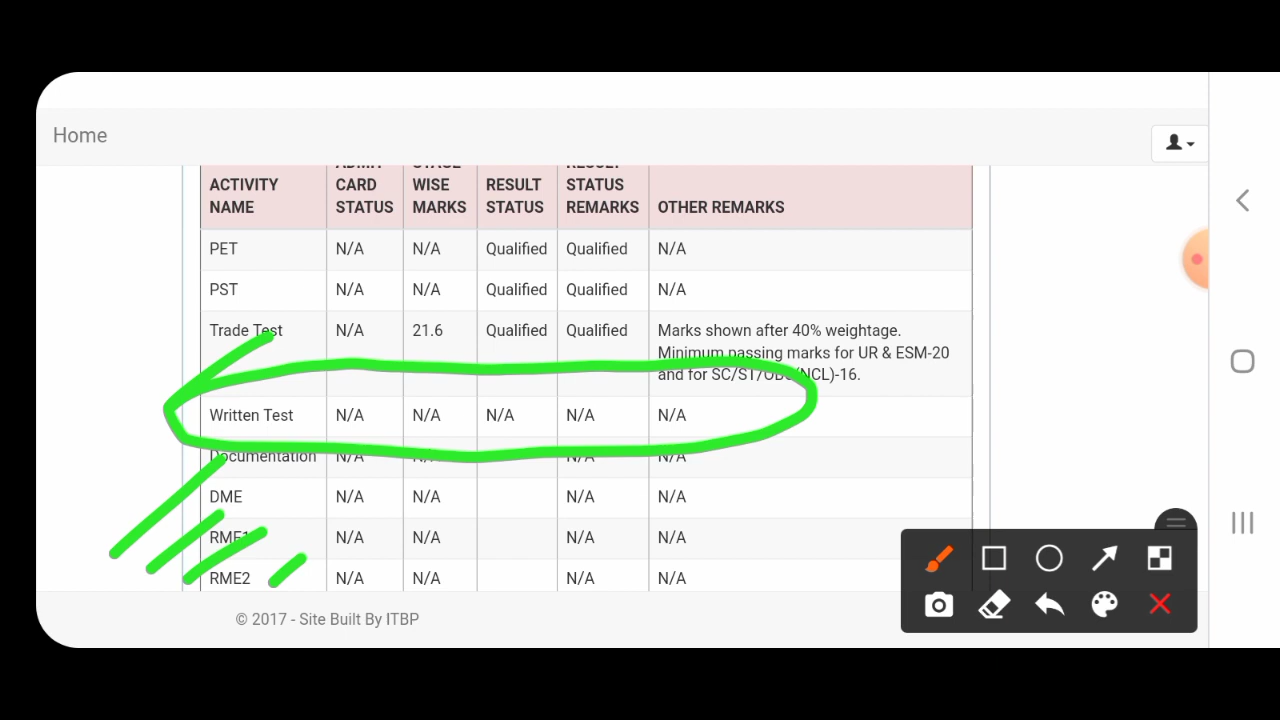 Home
ACTIVITY NAME CARD STATUS WISE MARKS RESULT STATUS STATUS REMARKS OTHER REMARKS
PET N/A N/A Qualified Qualified N/A
PST N/A N/A Qualified Qualified N/A
Trade Test N/A 21.6 Qualified Qualified Marks shown after 40% weightage.
Minimum passing marks for UR & ESM-20
and for SC/ST/OBC(NCL)-16.
Written Test N/A N/A N/A N/A N/A
Documentation N/A N/A N/A N/A
DME N/A N/A N/A N/A
RME1 N/A N/A N/A N/A
RME2 N/A N/A N/A N/A
© 2017 - Site Built By ITBP